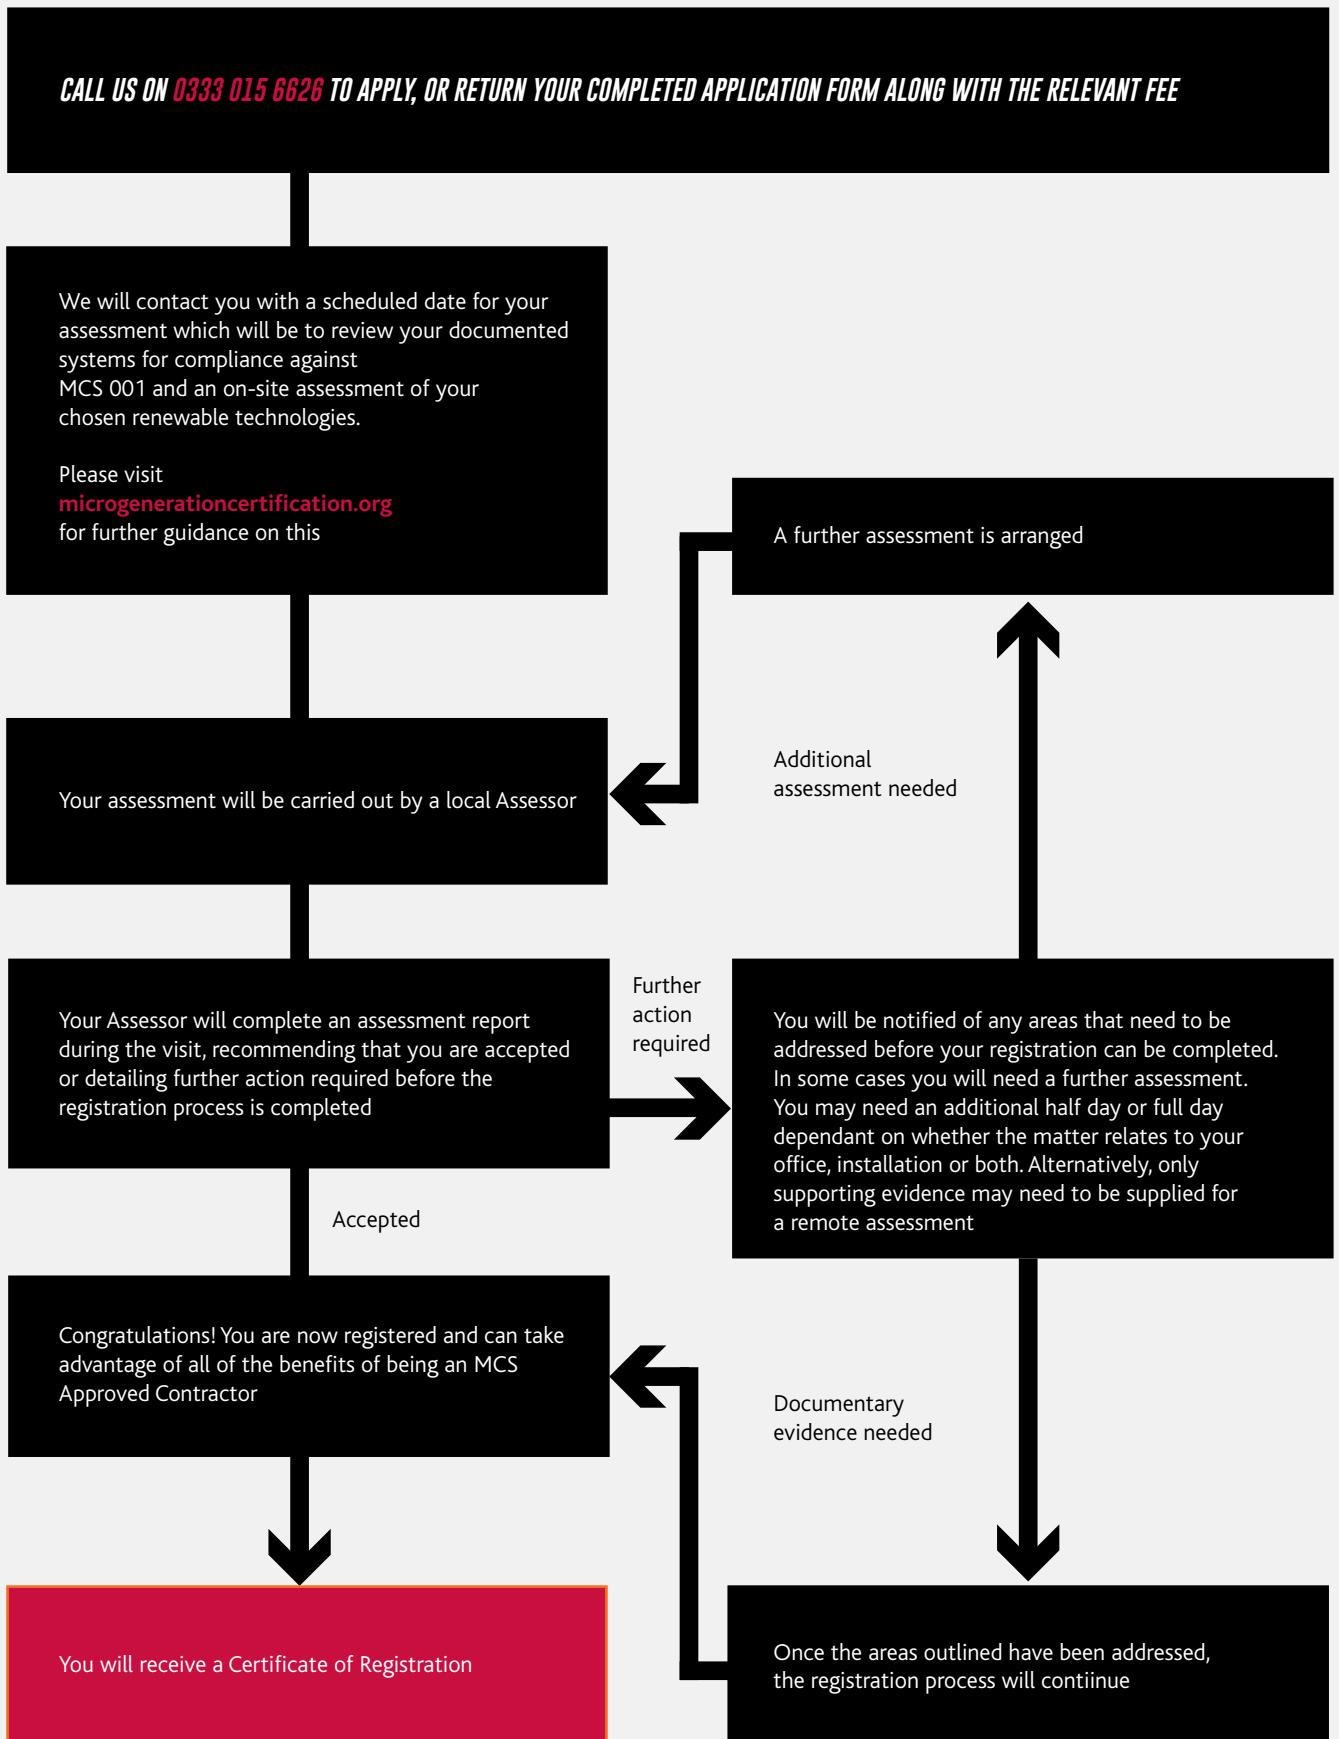 CALL US ON 0333 015 6626 TO APPLY, OR RETURN YOUR COMPLETED APPLICATION FORM ALONG WITH THE RELEVANT FEE
We will contact you with a scheduled date for your
assessment which will be to review your documented
systems for compliance against
MCS 001 and an on-site assessment of your
chosen renewable technologies.
Please visit
microgenerationcertification.org
for further guidance on this
A further assessment is arranged
Additional
assessment needed
Your assessment will be carried out by a local Assessor
Your Assessor will complete an assessment report
during the visit, recommending that you are accepted
or detailing further action required before the
registration process is completed
Further
action
required
You will be notified of any areas that need to be
addressed before your registration can be completed.
In some cases you will need a further assessment.
You may need an additional half day or full day
dependant on whether the matter relates to your
office, installation or both. Alternatively, only
supporting evidence may need to be supplied for
a remote assessment
Accepted
Congratulations! You are now registered and can take
advantage of all of the benefits of being an MCS
Approved Contractor
Documentary
evidence needed
You will receive a Certificate of Registration
Once the areas outlined have been addressed,
the registration process will contiinue